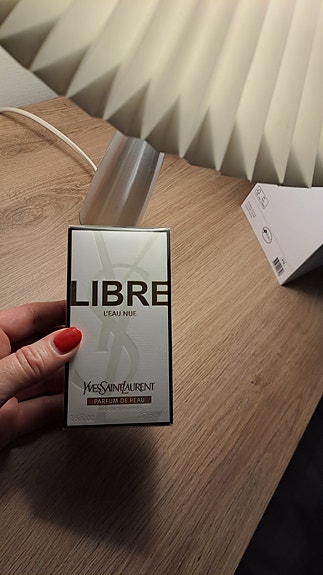 LIBRE
L'EAU NUE
YVESSAINTLAURENT
PARFUM DE PEAU